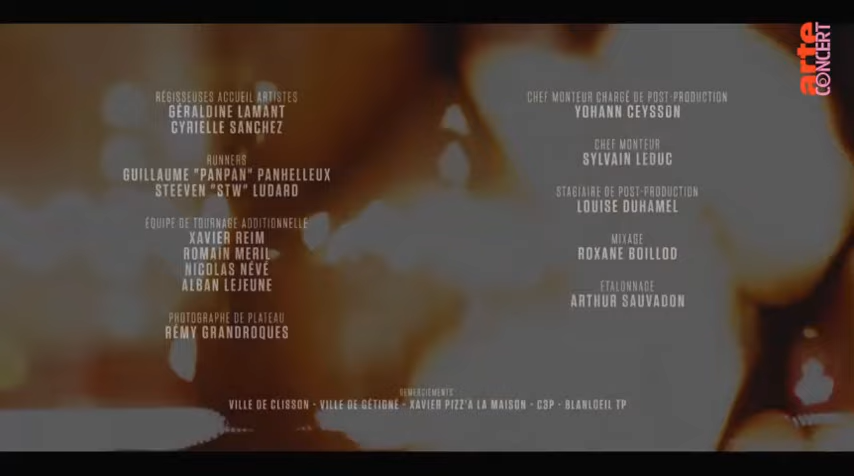 arte
CONCERT
RÉGISSEUSES ACCUEIL ARTISTES
GÉRALDINE LAMANT
CYRIELLE SANCHEZ
RUNNERS
GUILLAUME "PANPAN" PANHELLEUX
STEEVEN "STW" LUDARD
ÉQUIPE DE TOURNAGE ADDITIONNELLE
XAVIER REIM
ROMAIN MERIL
NICOLAS NÉVÉ
ALBAN LEJEUNE
PHOTOGRAPHE DE PLATEAU
RÉMY GRANDROQUES
CHEF MONTEUR CHARGÉ DE POST-PRODUCTION
YOHANN CEYSSON
CHEF MONTEUR
SYLVAIN LEDUC
STAGIAIRE DE POST-PRODUCTION
LOUISE DUHAMEL
MIXAGE
ROXANE BOILLOD
ETALONNAGE
ARTHUR SAUVADON
REMERCIEMENTS
VILLE DE CLISSON - VILLE DE GÉTIGNÉ - XAVIER PIZZ'A LA MAISON - C3P - BLANLOEIL TP